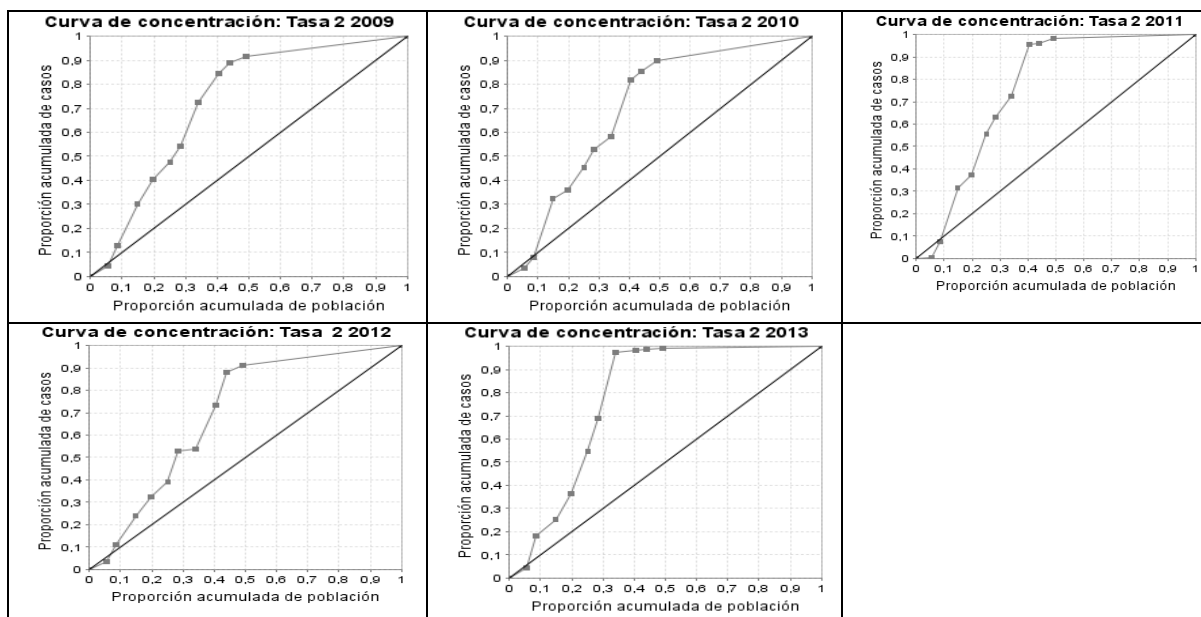 Curva de concentración: Tasa 2 2009
Proporción acumulada de casos
1
0,9
0,8
0,7
0,6
0,5
0,4
0,3
0,2
0,1
0
0 0,1 0,2 0,3 0,4 0,5 0,6 0,7 0,8 0,9 1
Proporción acumulada de población
Curva de concentración: Tasa 2 2010
Proporción acumulada de casos
1
0,9
0,8
0,7
0,6
0,5
0,4
0,3
0,2
0,1
0
0 0,1 0,2 0,3 0,4 0,5 0,6 0,7 0,8 0,9 1
Proporción acumulada de población
Curva de concentración: Tasa 2 2011
Proporción acumulada de casos
1
0,9
0,8
0,7
0,6
0,5
0,4
0,3
0,2
0,1
0
0 0,1 0,2 0,3 0,4 0,5 0,6 0,7 0,8 0,9 1
Proporción acumulada de población
Curva de concentración: Tasa 2 2012
Proporción acumulada de casos
1
0,9
0,8
0,7
0,6
0,5
0,4
0,3
0,2
0,1
0
0 0,1 0,2 0,3 0,4 0,5 0,6 0,7 0,8 0,9 1
Proporción acumulada de población
Curva de concentración: Tasa 2 2013
Proporción acumulada de casos
1
0,9
0,8
0,7
0,6
0,5
0,4
0,3
0,2
0,1
0
0 0,1 0,2 0,3 0,4 0,5 0,6 0,7 0,8 0,9 1
Proporción acumulada de población